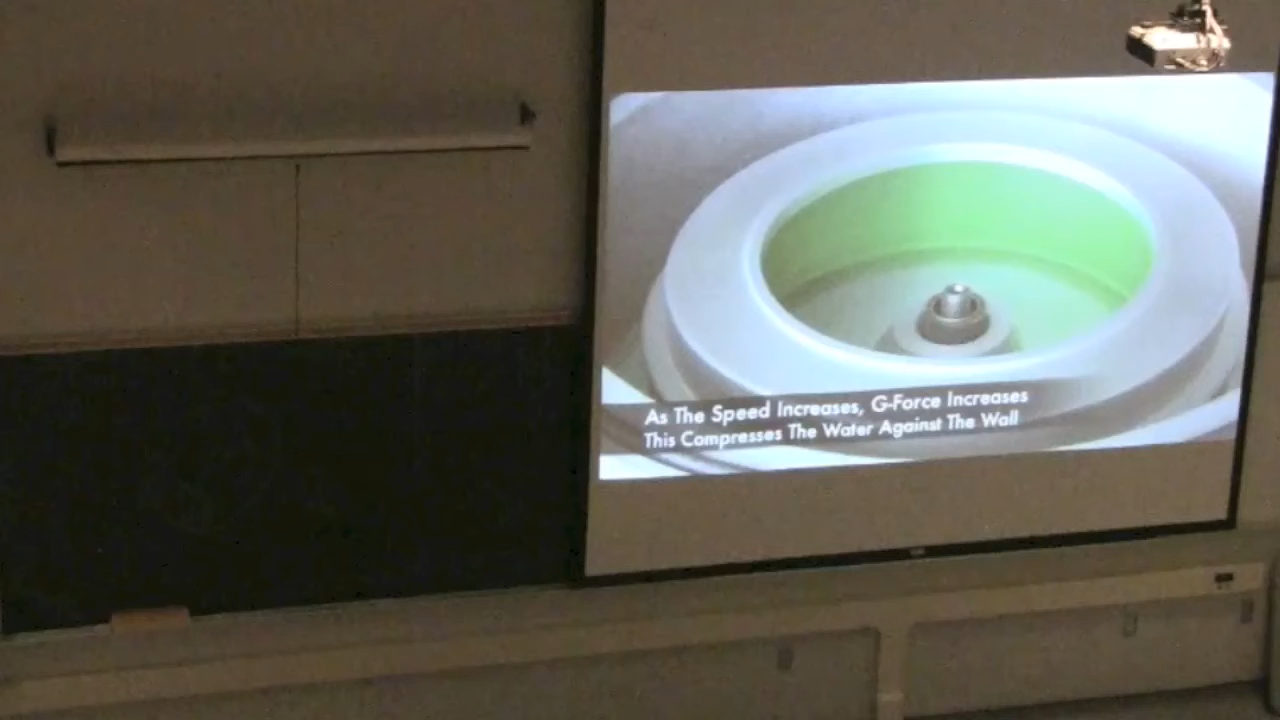 As The Speed Increases, G-Force Increases
This Compresses The Water Against The Wall